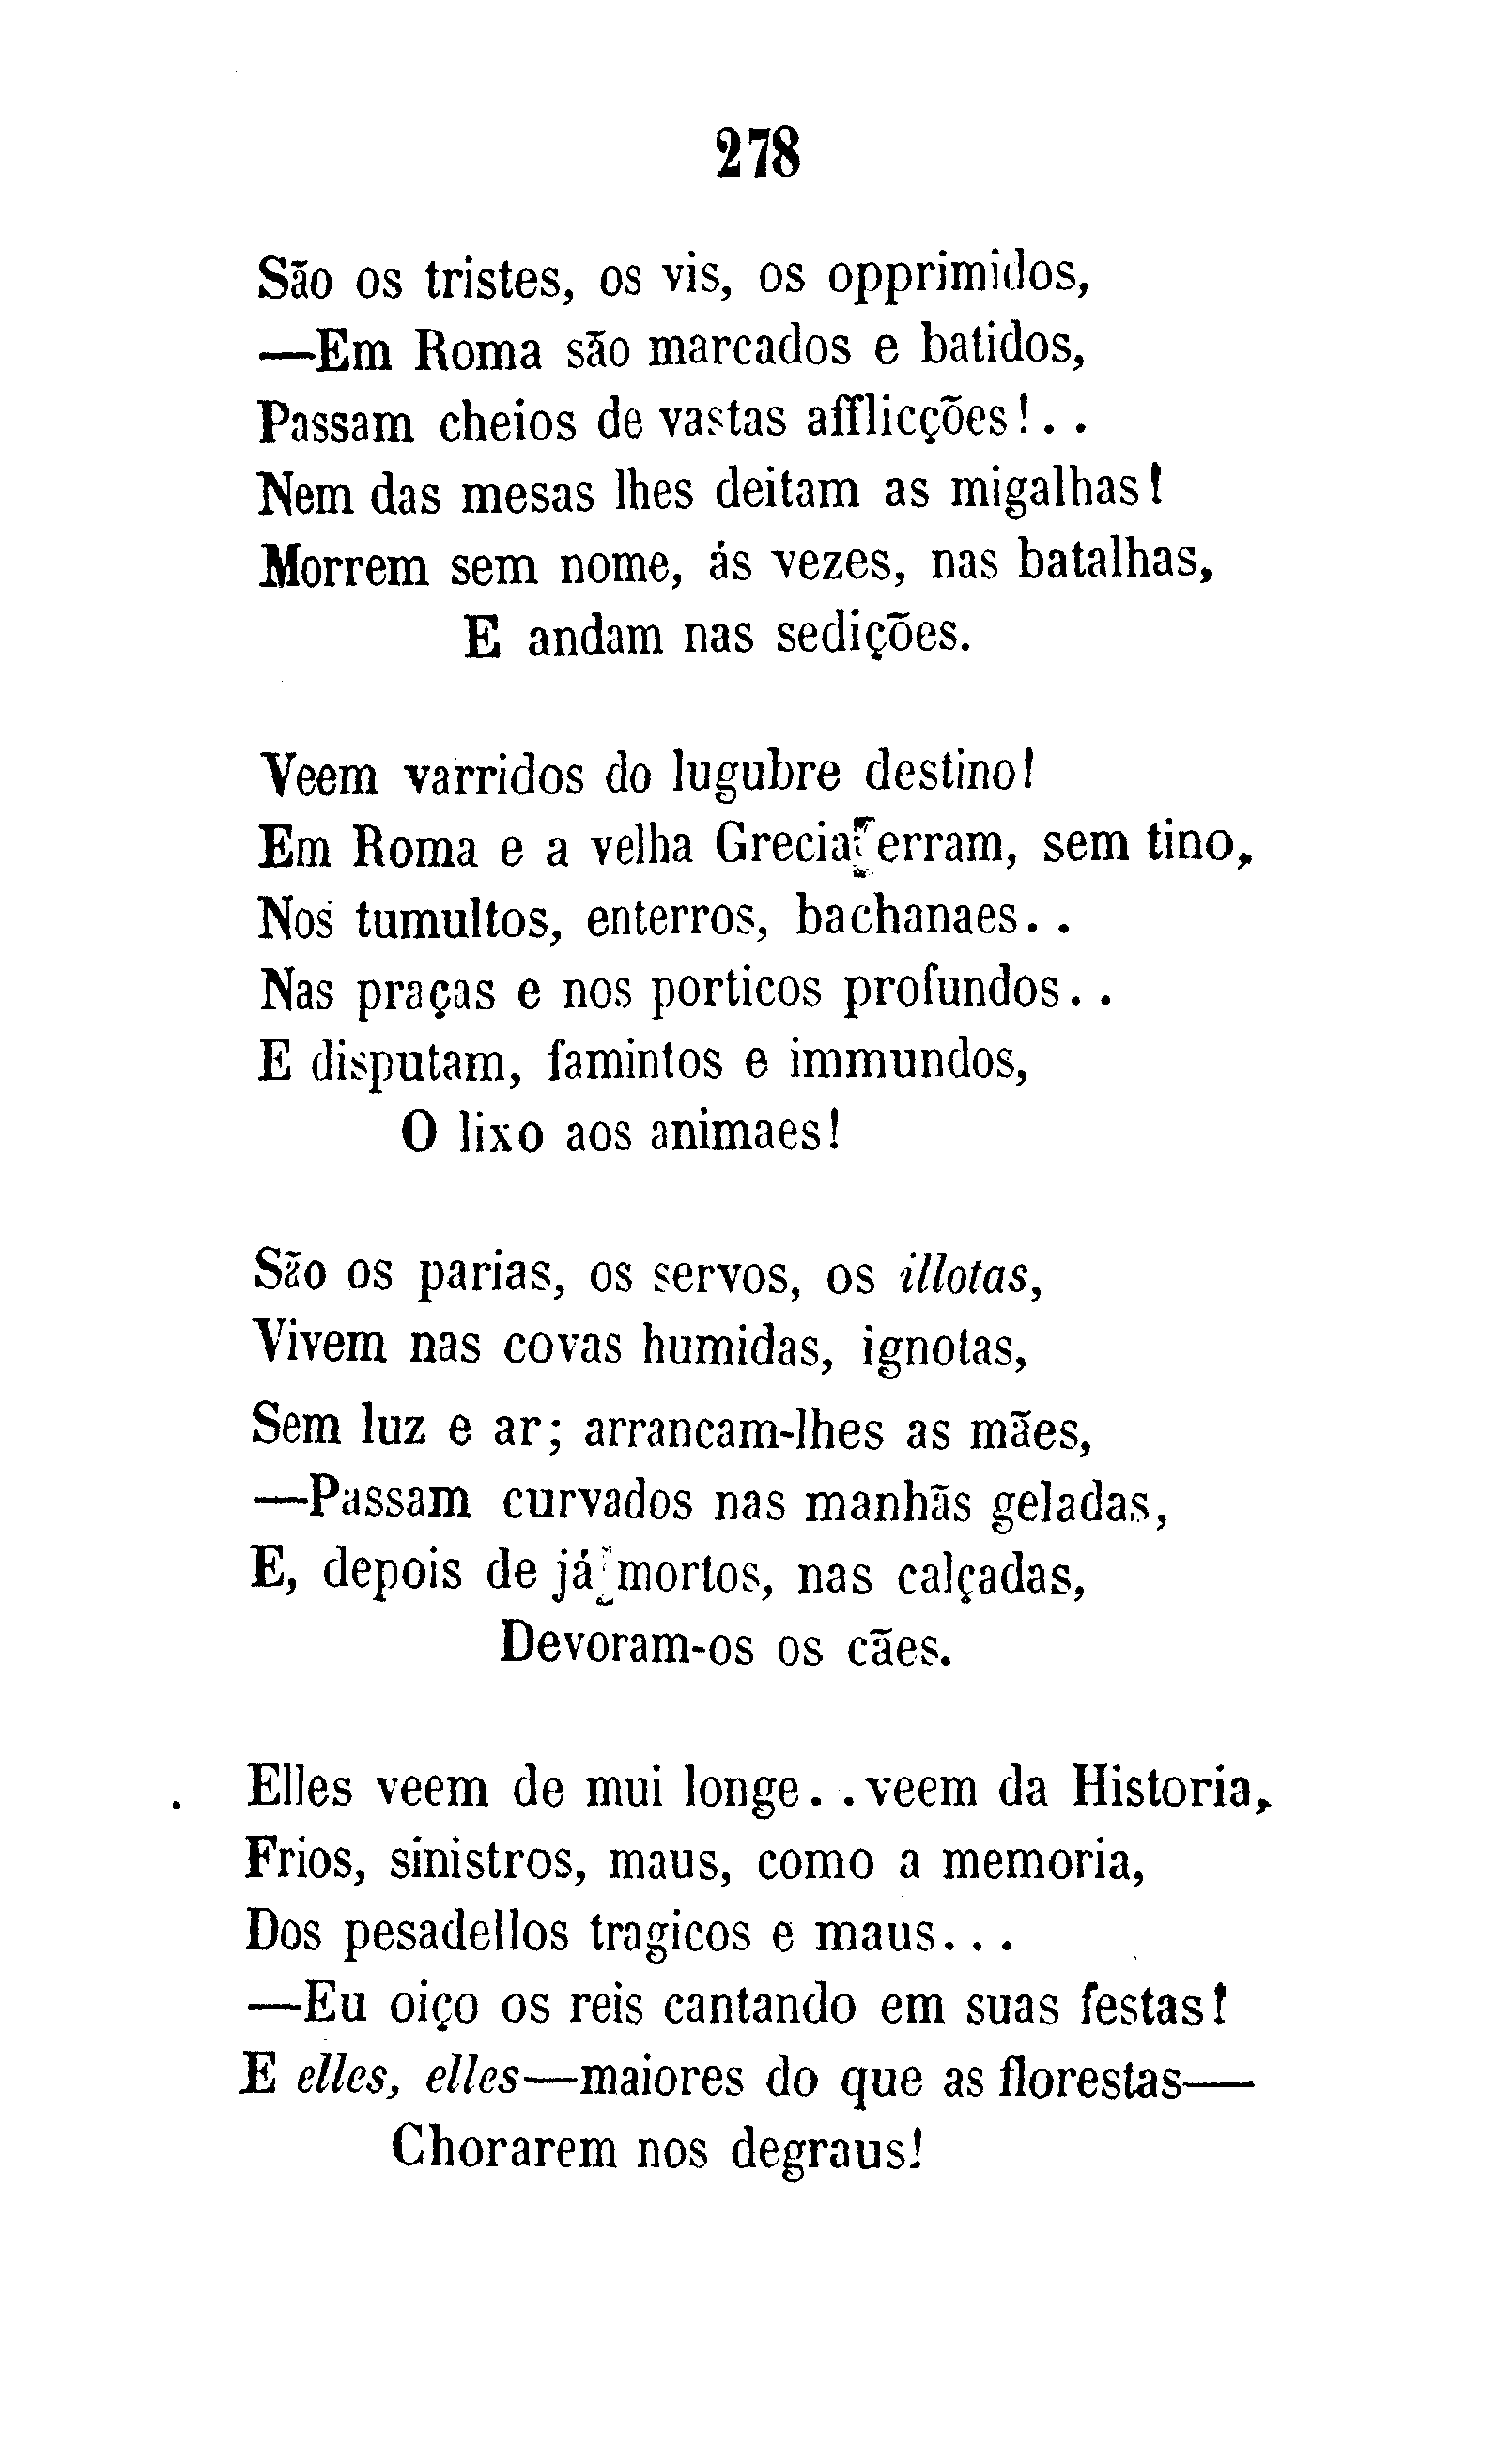 278
São os tristes, os vis, os opprimidos,
—Em Roma são marcados e batidos,
Passam cheios de vastas afflicções!. .
Nem das mesas lhes deitam as migalhas!
Morrem sem nome, ás vezes, nas batalhas,
E andam nas sedições.
Veem varridos do lugubre destino!
Em Roma e a velha Grecia erram, sem tino,
Nos tumultos, enterros, bachanaes. .
Nas praças e nos porticos profundos. .
E disputam, famintos e immundos,
O lixo aos animaes!
São os parias, os servos, os illotas,
Vivem nas covas humidas, ignotas,
Sem luz e ar; arrancam-lhes as mães,
—Passam curvados nas manhãs geladas,
E, depois de já mortos, nas calçadas,
Devoram-os os cães.
Elles veem de mui longe. .veem da Historia,
Frios, sinistros, maus, como a memoria,
Dos pesadellos tragicos e maus...
—Eu oiço os reis cantando em suas festas!
E elles, elles—maiores do que as florestas—
Chorarem nos degraus!